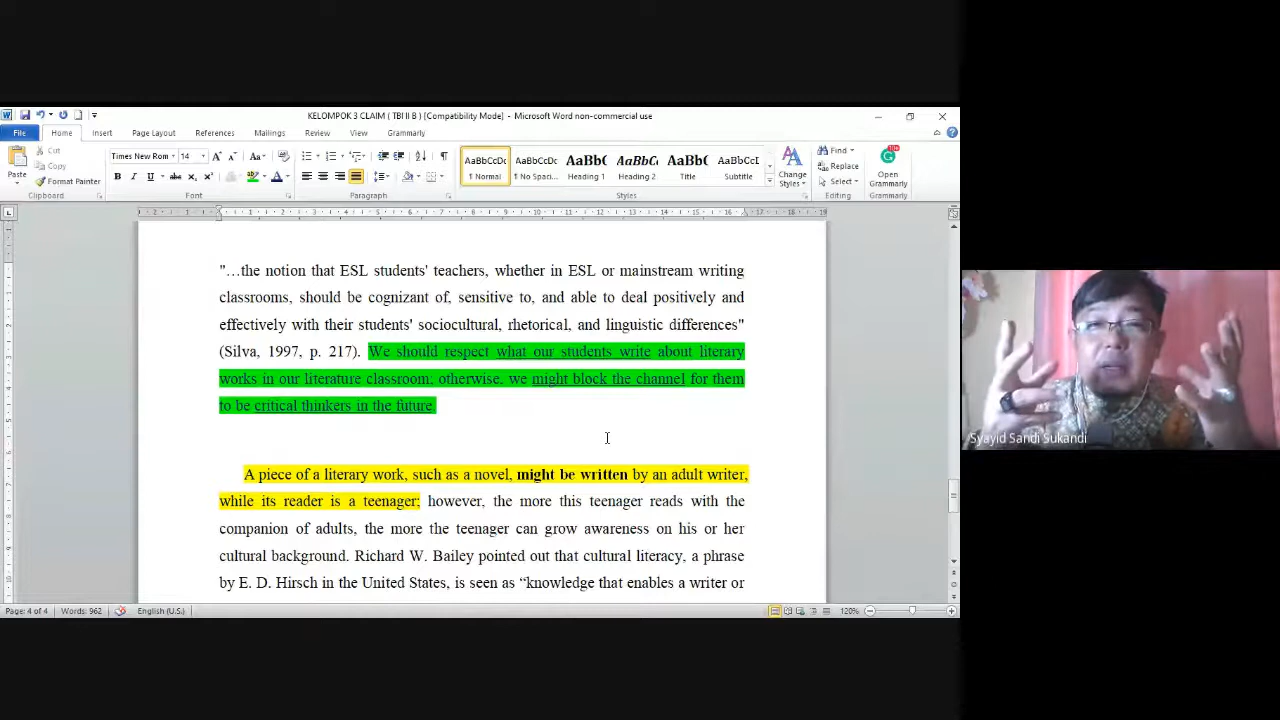 KELOMPOK 3 CLAIM ( TBI II B ) [Compatibility Mode] - Microsoft Word non-commercial use
File Home Insert Page Layout References Mailings Review View Grammarly
Paste
Cut
Copy
Format Painter
Clipboard
Times New Rom 14
Font
Paragraph
AaBbCcDc AaBbCcDc AaBbC AaBbCc AaBbC AaBbCcI
¶ Normal ¶ No Spaci... Heading 1 Heading 2 Title Subtitle
Styles
Change
Styles
Find
Replace
Select
Editing
Open
Grammarly
Grammarly
"…the notion that ESL students' teachers, whether in ESL or mainstream writing
classrooms, should be cognizant of, sensitive to, and able to deal positively and
effectively with their students' sociocultural, rhetorical, and linguistic differences"
(Silva, 1997, p. 217). We should respect what our students write about literary
works in our literature classroom; otherwise, we might block the channel for them
to be critical thinkers in the future.
A piece of a literary work, such as a novel, might be written by an adult writer,
while its reader is a teenager; however, the more this teenager reads with the
companion of adults, the more the teenager can grow awareness on his or her
cultural background. Richard W. Bailey pointed out that cultural literacy, a phrase
by E. D. Hirsch in the United States, is seen as “knowledge that enables a writer or
Page: 4 of 4 Words: 962 English (U.S.) 120%
Syayid Sandi Sukandi